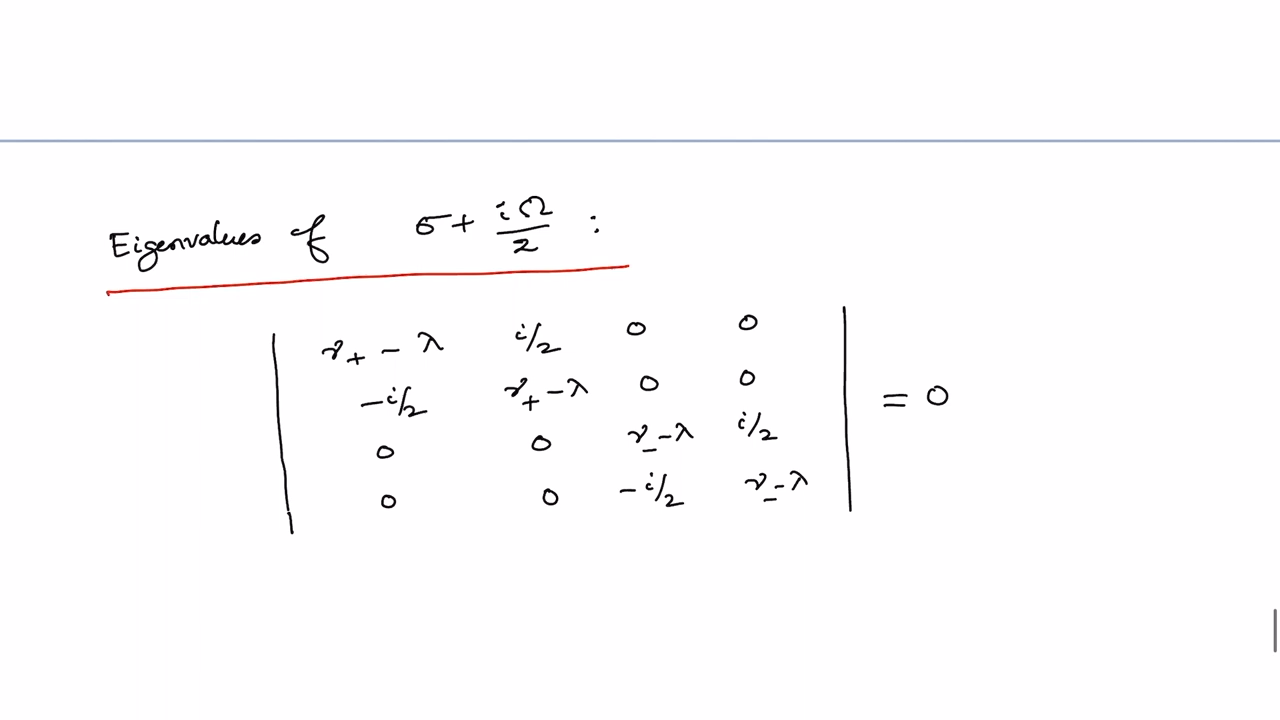 Eigenvalues of σ + iΩ/2 :
| ν₊ - λ i/2 0 0 |
| -i/2 ν₊ - λ 0 0 | = 0
| 0 0 ν₋ - λ i/2 |
| 0 0 -i/2 ν₋ - λ |